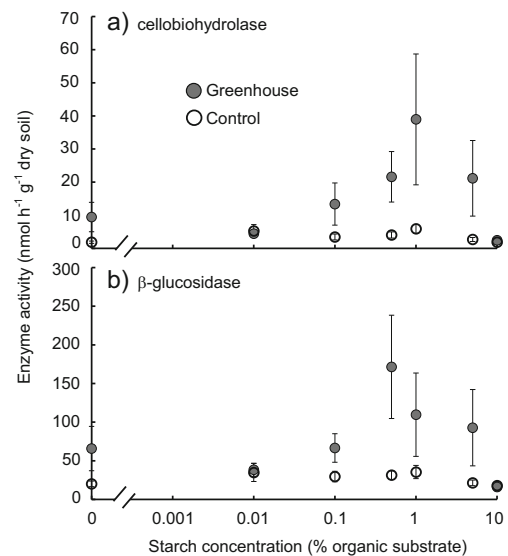 a) cellobiohydrolase
70
60
50
40
30
20
10
0
Greenhouse
Control
Enzyme activity (nmol h⁻¹ g⁻¹ dry soil)
b) β-glucosidase
300
250
200
150
100
50
0
0 0.001 0.01 0.1 1 10
Starch concentration (% organic substrate)